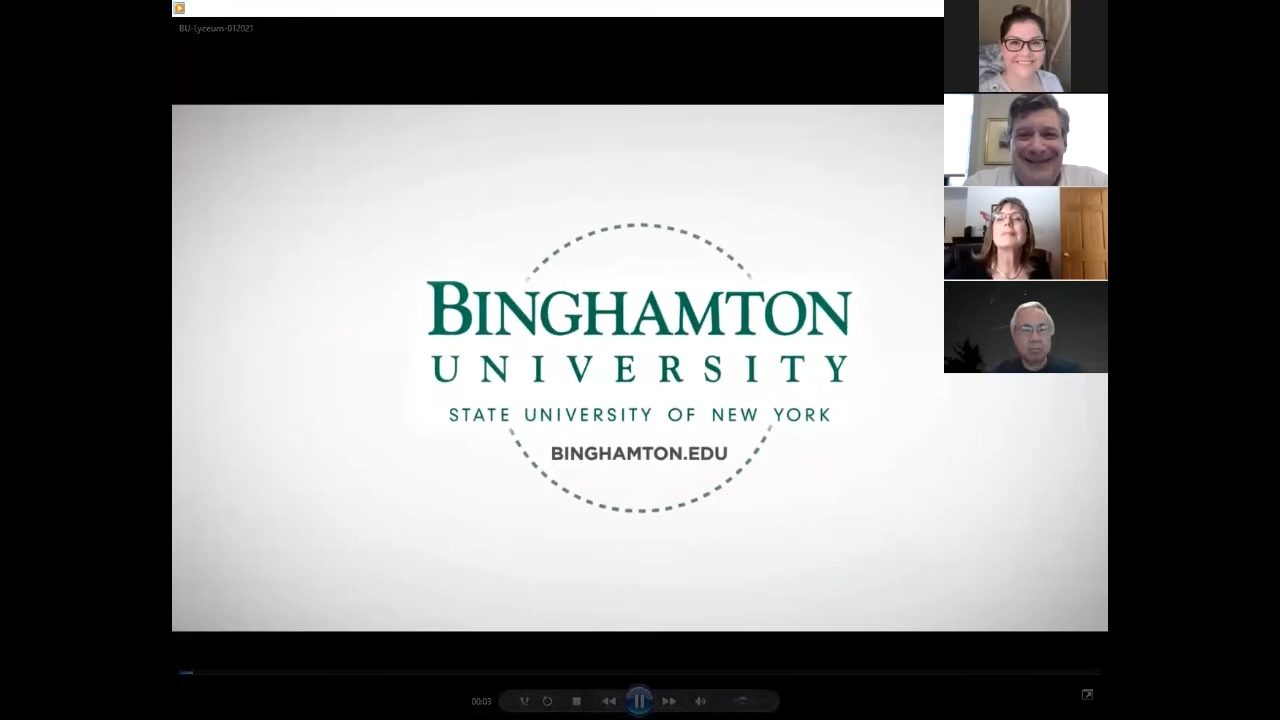 BU-Lyceum-012021
BINGHAMTON
UNIVERSITY
STATE UNIVERSITY OF NEW YORK
BINGHAMTON.EDU
00:03